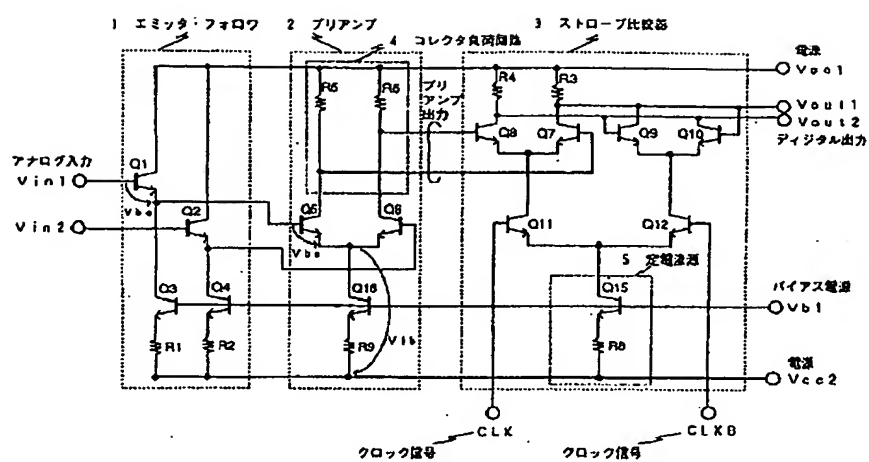 1 エミッタ・フォロワ
2 プリアンプ
3 ストローブ比較器
4 コレクタ負荷回路
電源
Vcc1
R5
R6
R4
R3
プリアンプ出力
Vout1
Vout2
Q8
Q7
Q9
Q10
ディジタル出力
アナログ入力
Q1
Vin1
Vbe
Q2
Q5
Q6
Q11
Q12
Vin2
Vbe
5 定電流源
Q3
Q4
Q16
Q15
バイアス電源
Vb1
R1
R2
R9
V1b
R8
電源
Vcc2
CLK
CLKB
クロック信号
クロック信号